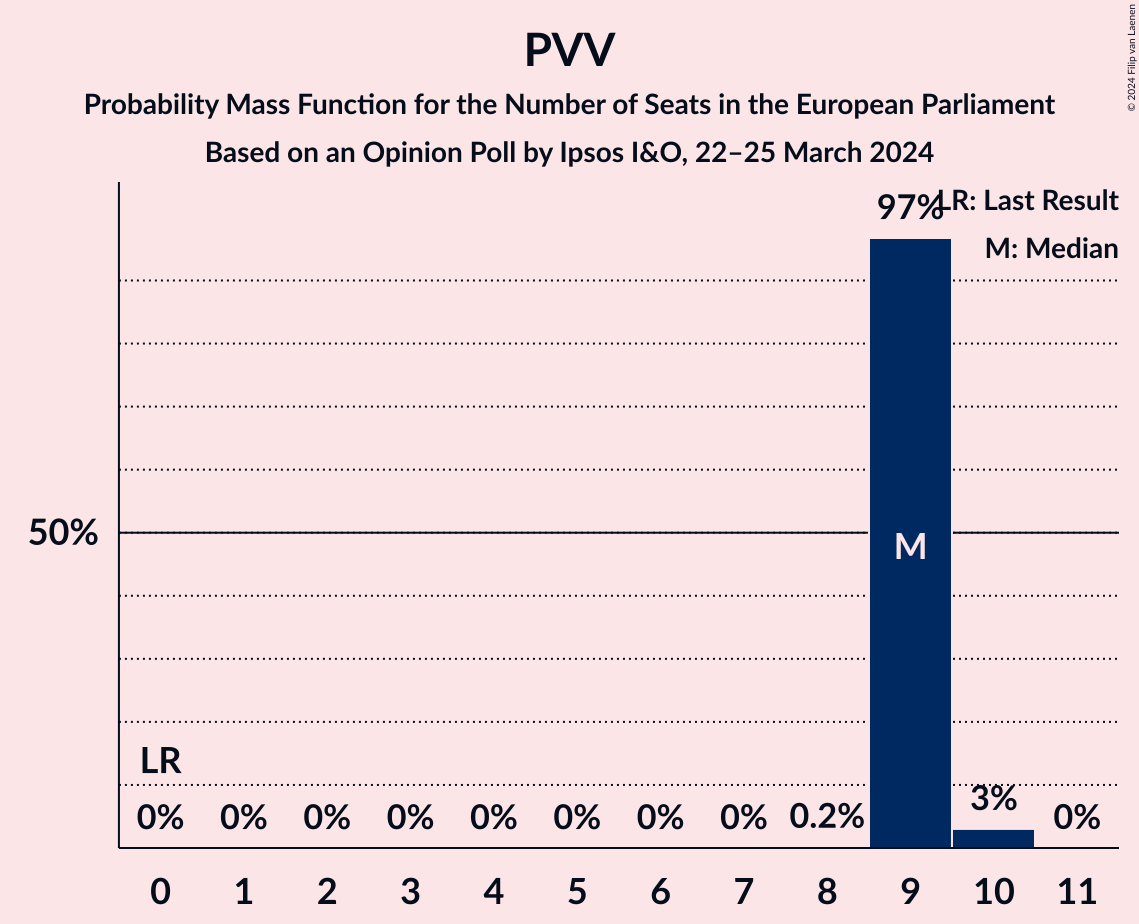 PVV
Probability Mass Function for the Number of Seats in the European Parliament
Based on an Opinion Poll by Ipsos I&O, 22–25 March 2024
© 2024 Filip van Laenen
97%
LR: Last Result
M: Median
50%
M
LR
0% 0% 0% 0% 0% 0% 0% 0% 0.2% 3% 0%
0 1 2 3 4 5 6 7 8 9 10 11